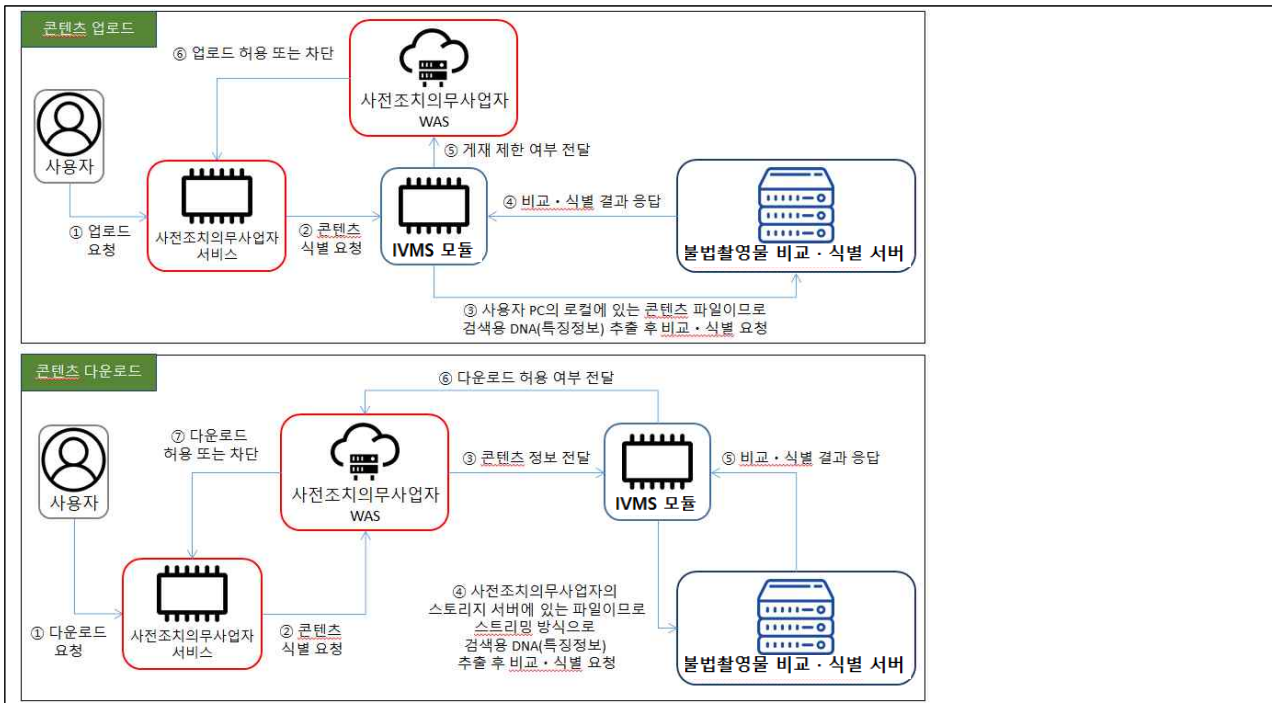 콘텐츠 업로드
⑥ 업로드 허용 또는 차단
사전조치의무사업자
WAS
사용자
⑤ 게재 제한 여부 전달
① 업로드
요청
사전조치의무사업자
서비스
② 콘텐츠
식별 요청
IVMS 모듈
④ 비교・식별 결과 응답
불법촬영물 비교・식별 서버
③ 사용자 PC의 로컬에 있는 콘텐츠 파일이므로
검색용 DNA(특징정보) 추출 후 비교・식별 요청
콘텐츠 다운로드
⑥ 다운로드 허용 여부 전달
사용자
⑦ 다운로드
허용 또는 차단
사전조치의무사업자
WAS
③ 콘텐츠 정보 전달
IVMS 모듈
⑤ 비교・식별 결과 응답
① 다운로드
요청
사전조치의무사업자
서비스
② 콘텐츠
식별 요청
④ 사전조치의무사업자의
스토리지 서버에 있는 파일이므로
스트리밍 방식으로
검색용 DNA(특징정보)
추출 후 비교・식별 요청
불법촬영물 비교・식별 서버